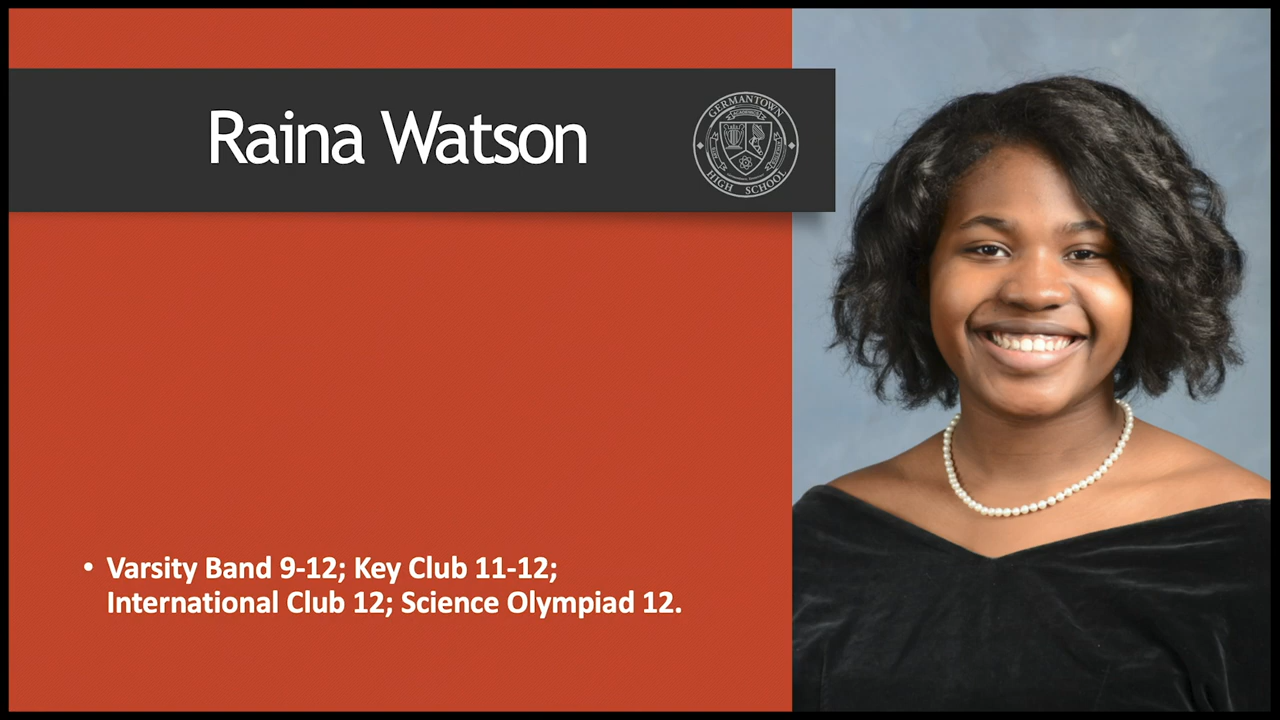 Raina Watson
GERMANTOWN
HIGH SCHOOL
• Varsity Band 9-12; Key Club 11-12;
International Club 12; Science Olympiad 12.